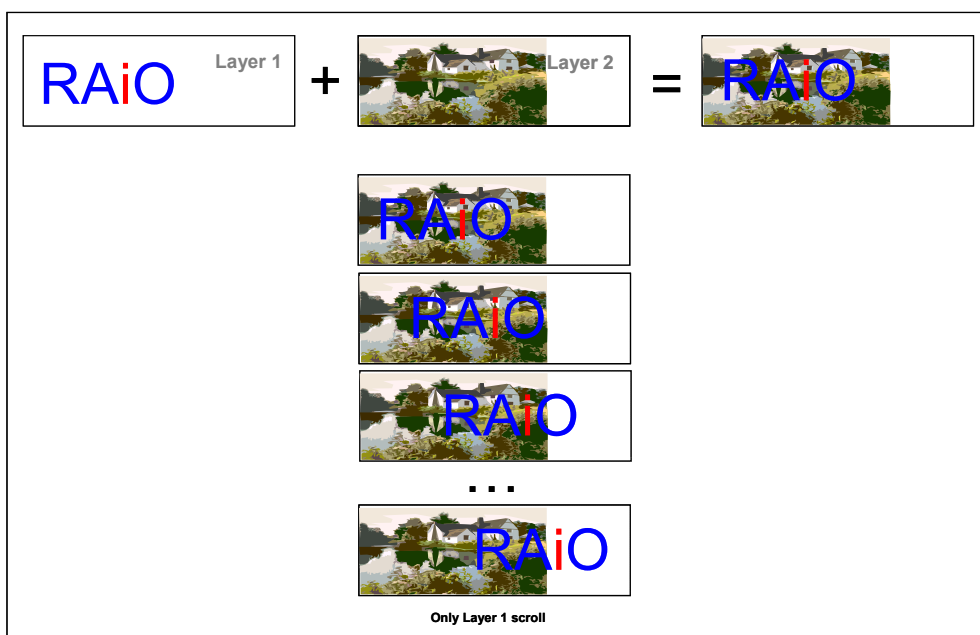 RAiO Layer 1 + Layer 2 = RAiO
RAiO
RAiO
RAiO
...
RAiO
Only Layer 1 scroll